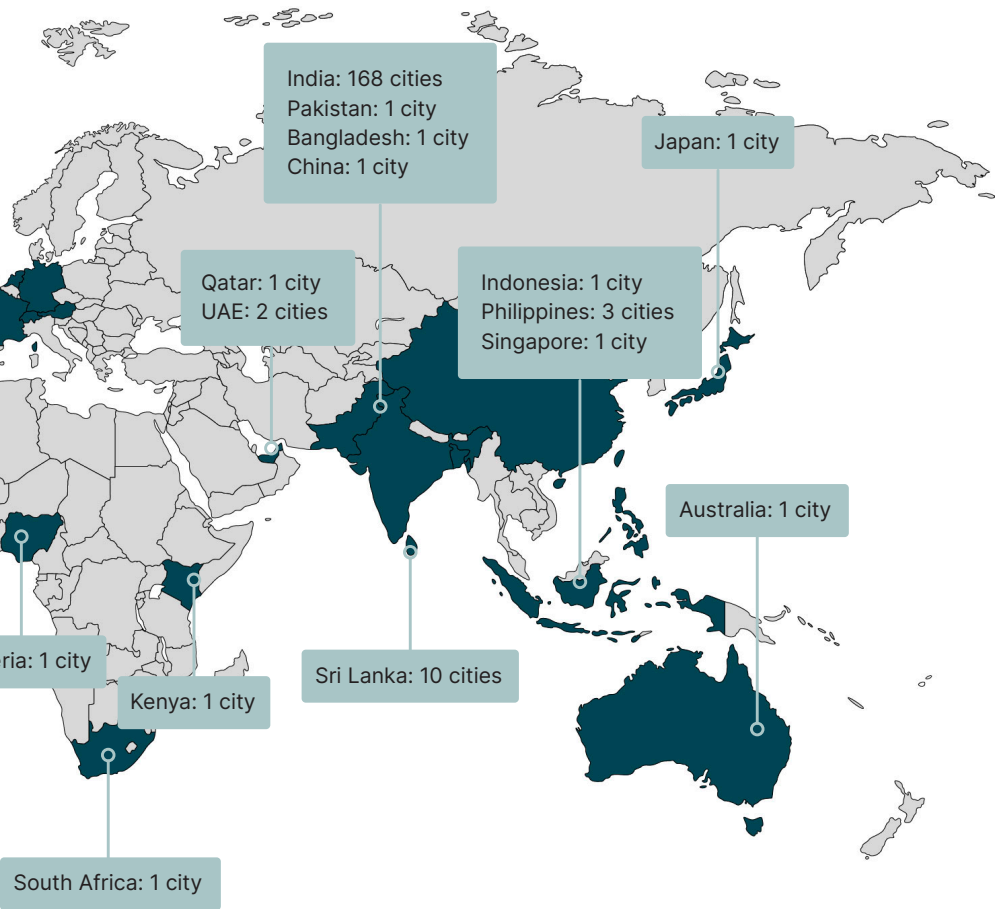 India: 168 cities
Pakistan: 1 city
Bangladesh: 1 city
China: 1 city
Japan: 1 city
Qatar: 1 city
UAE: 2 cities
Indonesia: 1 city
Philippines: 3 cities
Singapore: 1 city
Australia: 1 city
eria: 1 city
Sri Lanka: 10 cities
Kenya: 1 city
South Africa: 1 city